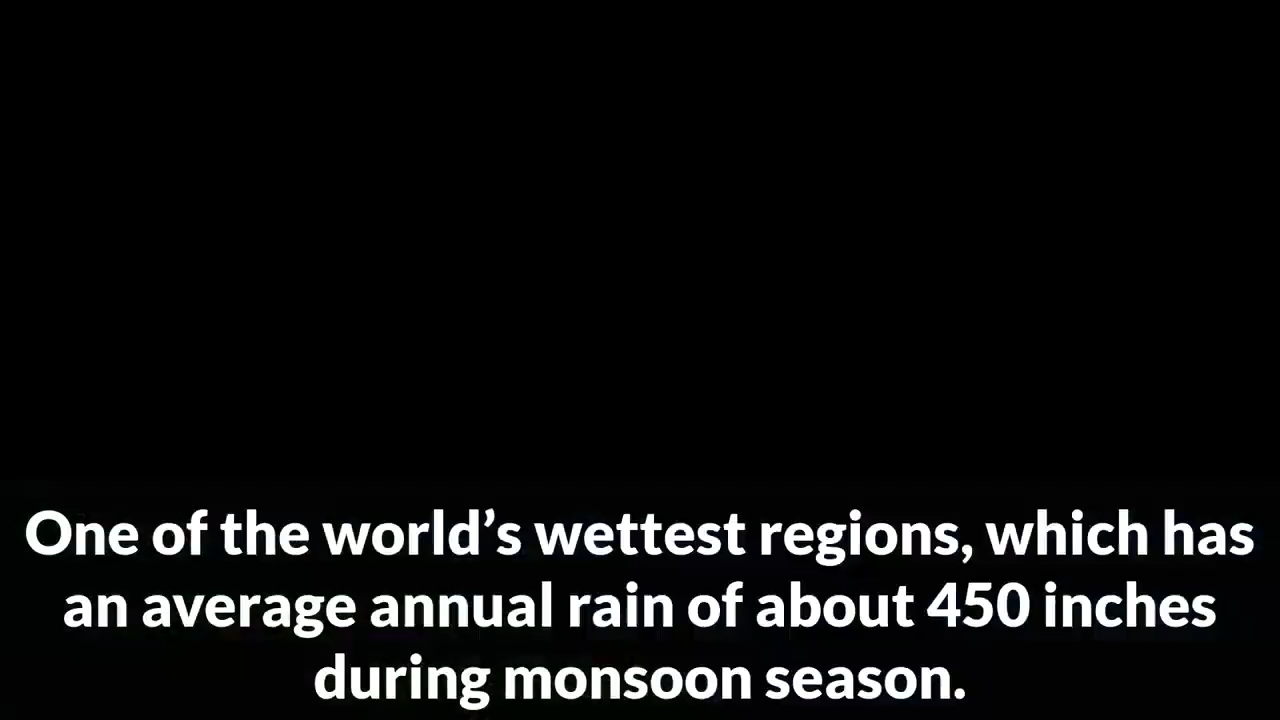 One of the world’s wettest regions, which has
an average annual rain of about 450 inches
during monsoon season.